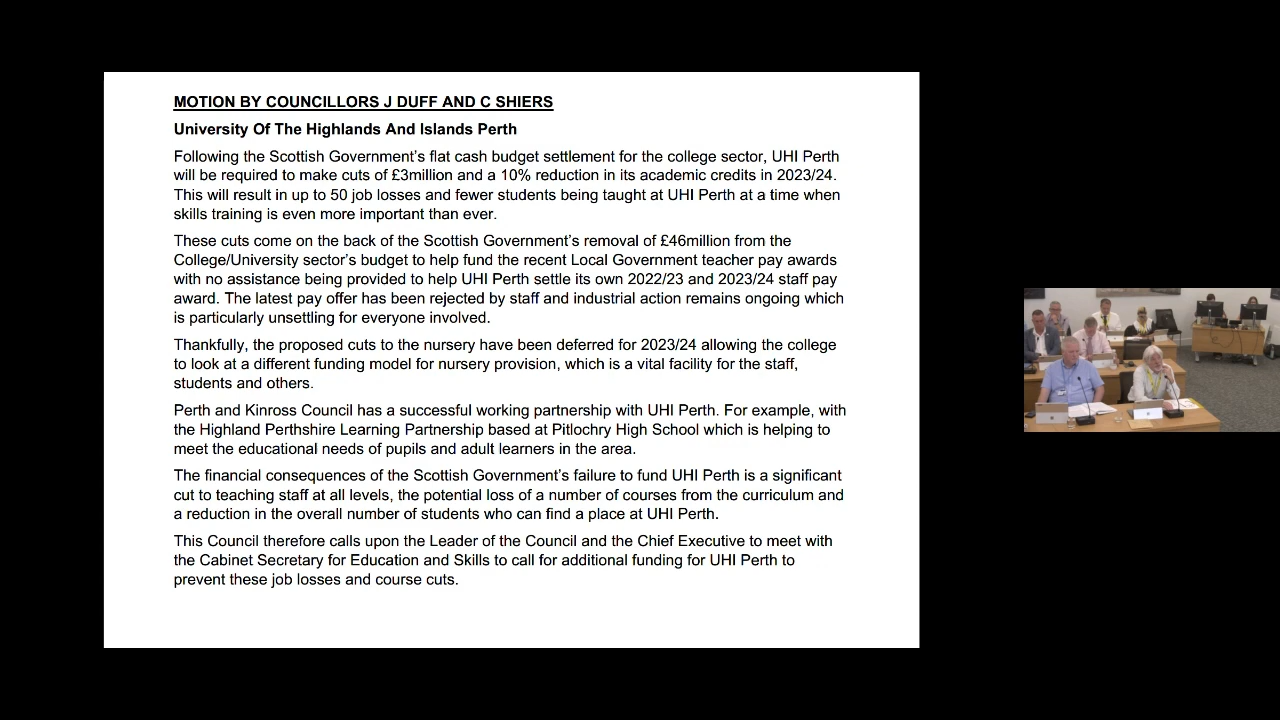 MOTION BY COUNCILLORS J DUFF AND C SHIERS
University Of The Highlands And Islands Perth
Following the Scottish Government's flat cash budget settlement for the college sector, UHI Perth
will be required to make cuts of £3million and a 10% reduction in its academic credits in 2023/24.
This will result in up to 50 job losses and fewer students being taught at UHI Perth at a time when
skills training is even more important than ever.
These cuts come on the back of the Scottish Government's removal of £46million from the
College/University sector's budget to help fund the recent Local Government teacher pay awards
with no assistance being provided to help UHI Perth settle its own 2022/23 and 2023/24 staff pay
award. The latest pay offer has been rejected by staff and industrial action remains ongoing which
is particularly unsettling for everyone involved.
Thankfully, the proposed cuts to the nursery have been deferred for 2023/24 allowing the college
to look at a different funding model for nursery provision, which is a vital facility for the staff,
students and others.
Perth and Kinross Council has a successful working partnership with UHI Perth. For example, with
the Highland Perthshire Learning Partnership based at Pitlochry High School which is helping to
meet the educational needs of pupils and adult learners in the area.
The financial consequences of the Scottish Government's failure to fund UHI Perth is a significant
cut to teaching staff at all levels, the potential loss of a number of courses from the curriculum and
a reduction in the overall number of students who can find a place at UHI Perth.
This Council therefore calls upon the Leader of the Council and the Chief Executive to meet with
the Cabinet Secretary for Education and Skills to call for additional funding for UHI Perth to
prevent these job losses and course cuts.